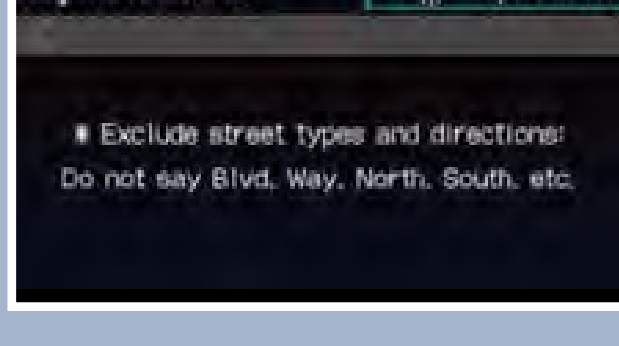 Exclude street types and directions:
Do not say Blvd, Way, North, South, etc.